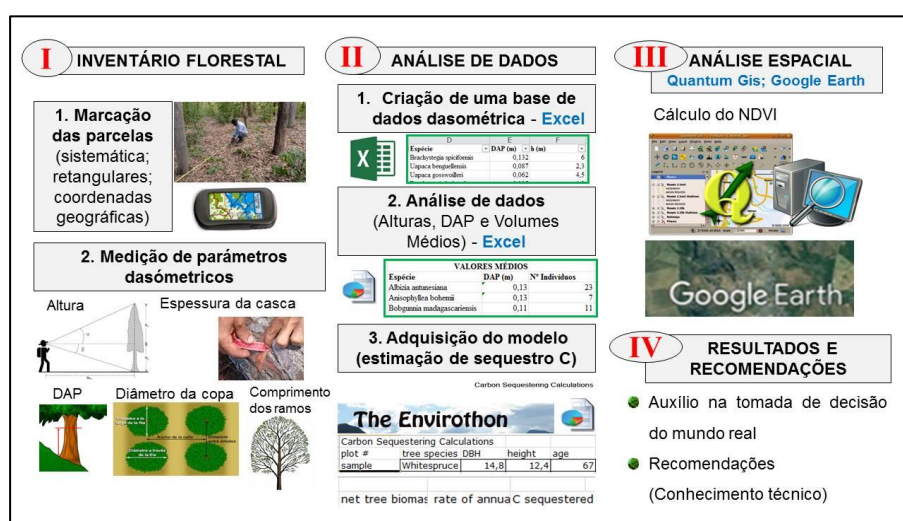 I INVENTÁRIO FLORESTAL
1. Marcação
das parcelas
(sistemática;
retangulares;
coordenadas
geográficas)
2. Medição de parámetros
dasómetricos
Altura
Espessura da casca
DAP
Diâmetro da copa
Comprimento
dos ramos
II ANÁLISE DE DADOS
1. Criação de uma base de
dados dasométrica - Excel
D E F
Espécie DAP (m) h (m)
Brachystegia spiciformis 0,132 6
Uapaca benguellensis 0,087 2,3
Uapaca gosswoilleri 0,062 4,5
2. Análise de dados
(Alturas, DAP e Volumes
Médios) - Excel
VALORES MÉDIOS
Espécie DAP (m) Nº Indivíduos
Albizia antunesiana 0,13 23
Anisophyllea bohemii 0,13 7
Bobgunnia madagascariensis 0,11 11
3. Adquisição do modelo
(estimação de sequestro C)
Carbon Sequestering Calculations
The Envirothon
Carbon Sequestering Calculations
plot # tree species DBH height age
sample Whitespruce 14,8 12,4 67
net tree biomas rate of annua C sequestered
III ANÁLISE ESPACIAL
Quantum Gis; Google Earth
Cálculo do NDVI
Google Earth
IV RESULTADOS E
RECOMENDAÇÕES
Auxílio na tomada de decisão
do mundo real
Recomendações
(Conhecimento técnico)